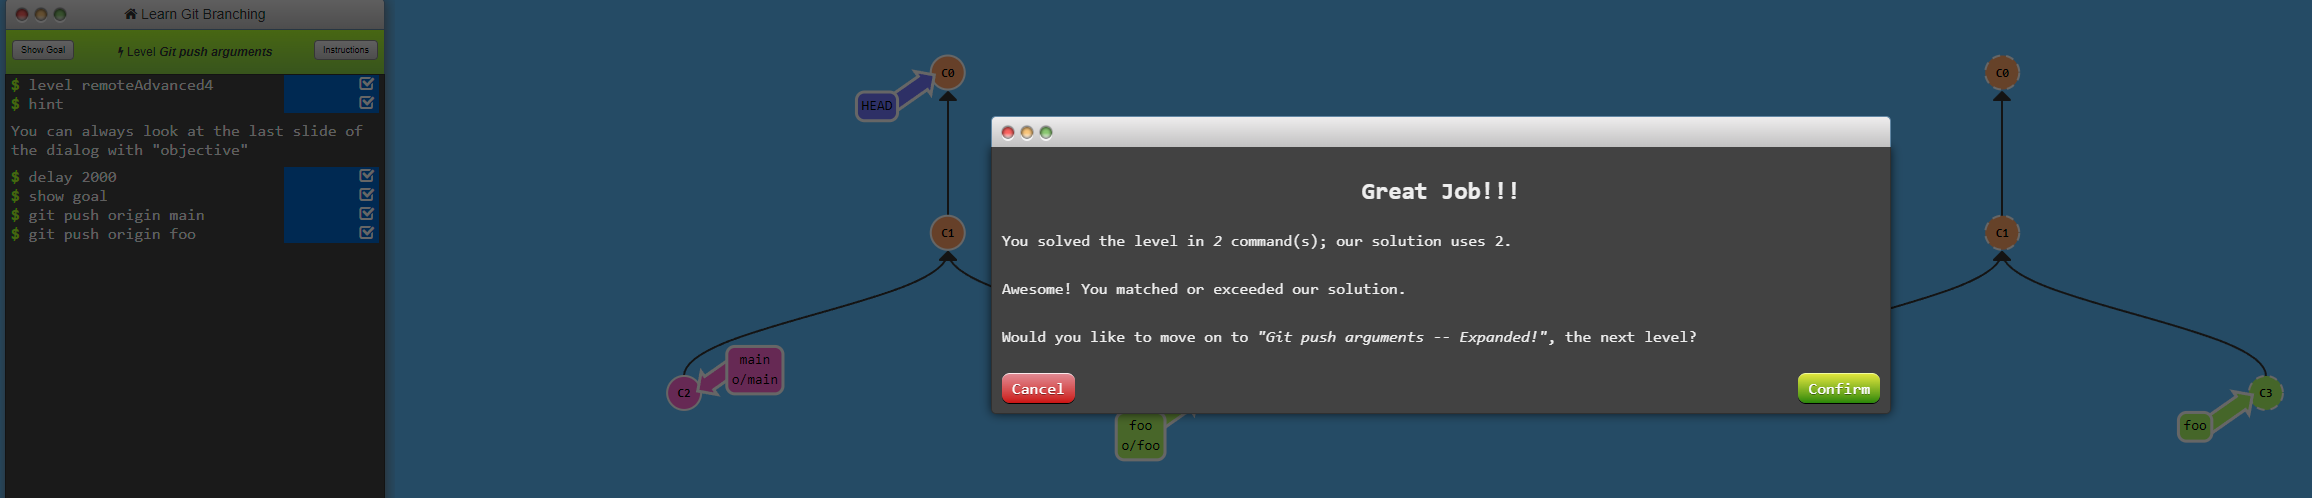 Learn Git Branching
Show Goal
Level Git push arguments
Instructions
$ level remoteAdvanced4
$ hint
You can always look at the last slide of
the dialog with "objective"
$ delay 2000
$ show goal
$ git push origin main
$ git push origin foo
C0
HEAD
C1
main
o/main
C2
foo
o/foo
Great Job!!!
You solved the level in 2 command(s); our solution uses 2.
Awesome! You matched or exceeded our solution.
Would you like to move on to "Git push arguments -- Expanded!", the next level?
Cancel
Confirm
C0
C1
C3
foo